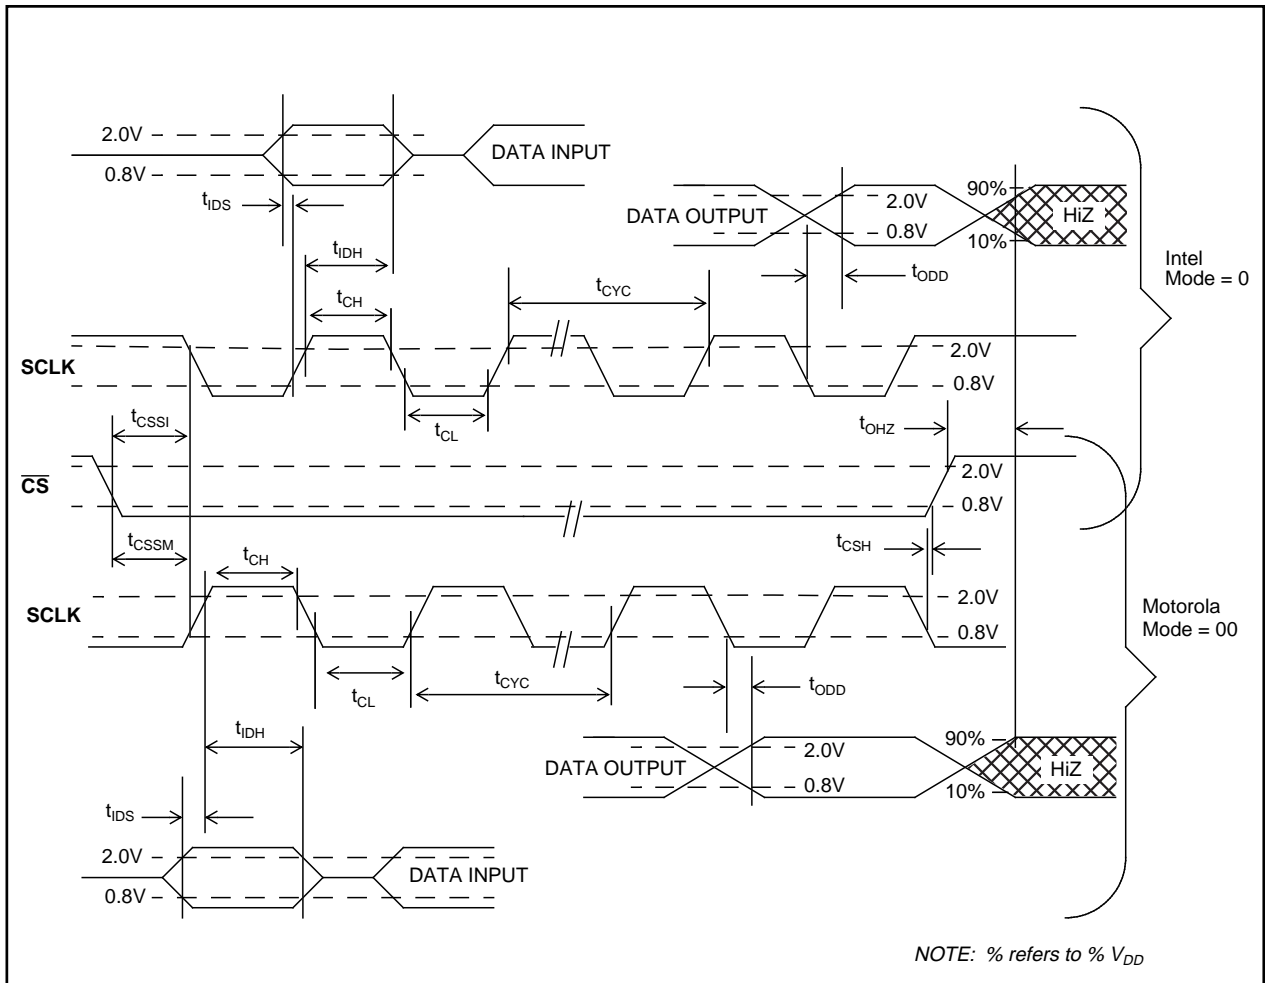 2.0V
DATA INPUT
0.8V
tIDS
90%
2.0V
DATA OUTPUT
HiZ
0.8V
10%
tIDH
tODD
Intel
Mode = 0
tCH
tCYC
2.0V
SCLK
0.8V
tCSSI
tCL
tOHZ
2.0V
CS
0.8V
tCSSM
tCH
tCSH
2.0V
SCLK
0.8V
Motorola
Mode = 00
tCL
tCYC
tODD
tIDH
90%
2.0V
DATA OUTPUT
HiZ
0.8V
10%
tIDS
2.0V
DATA INPUT
0.8V
NOTE: % refers to % VDD